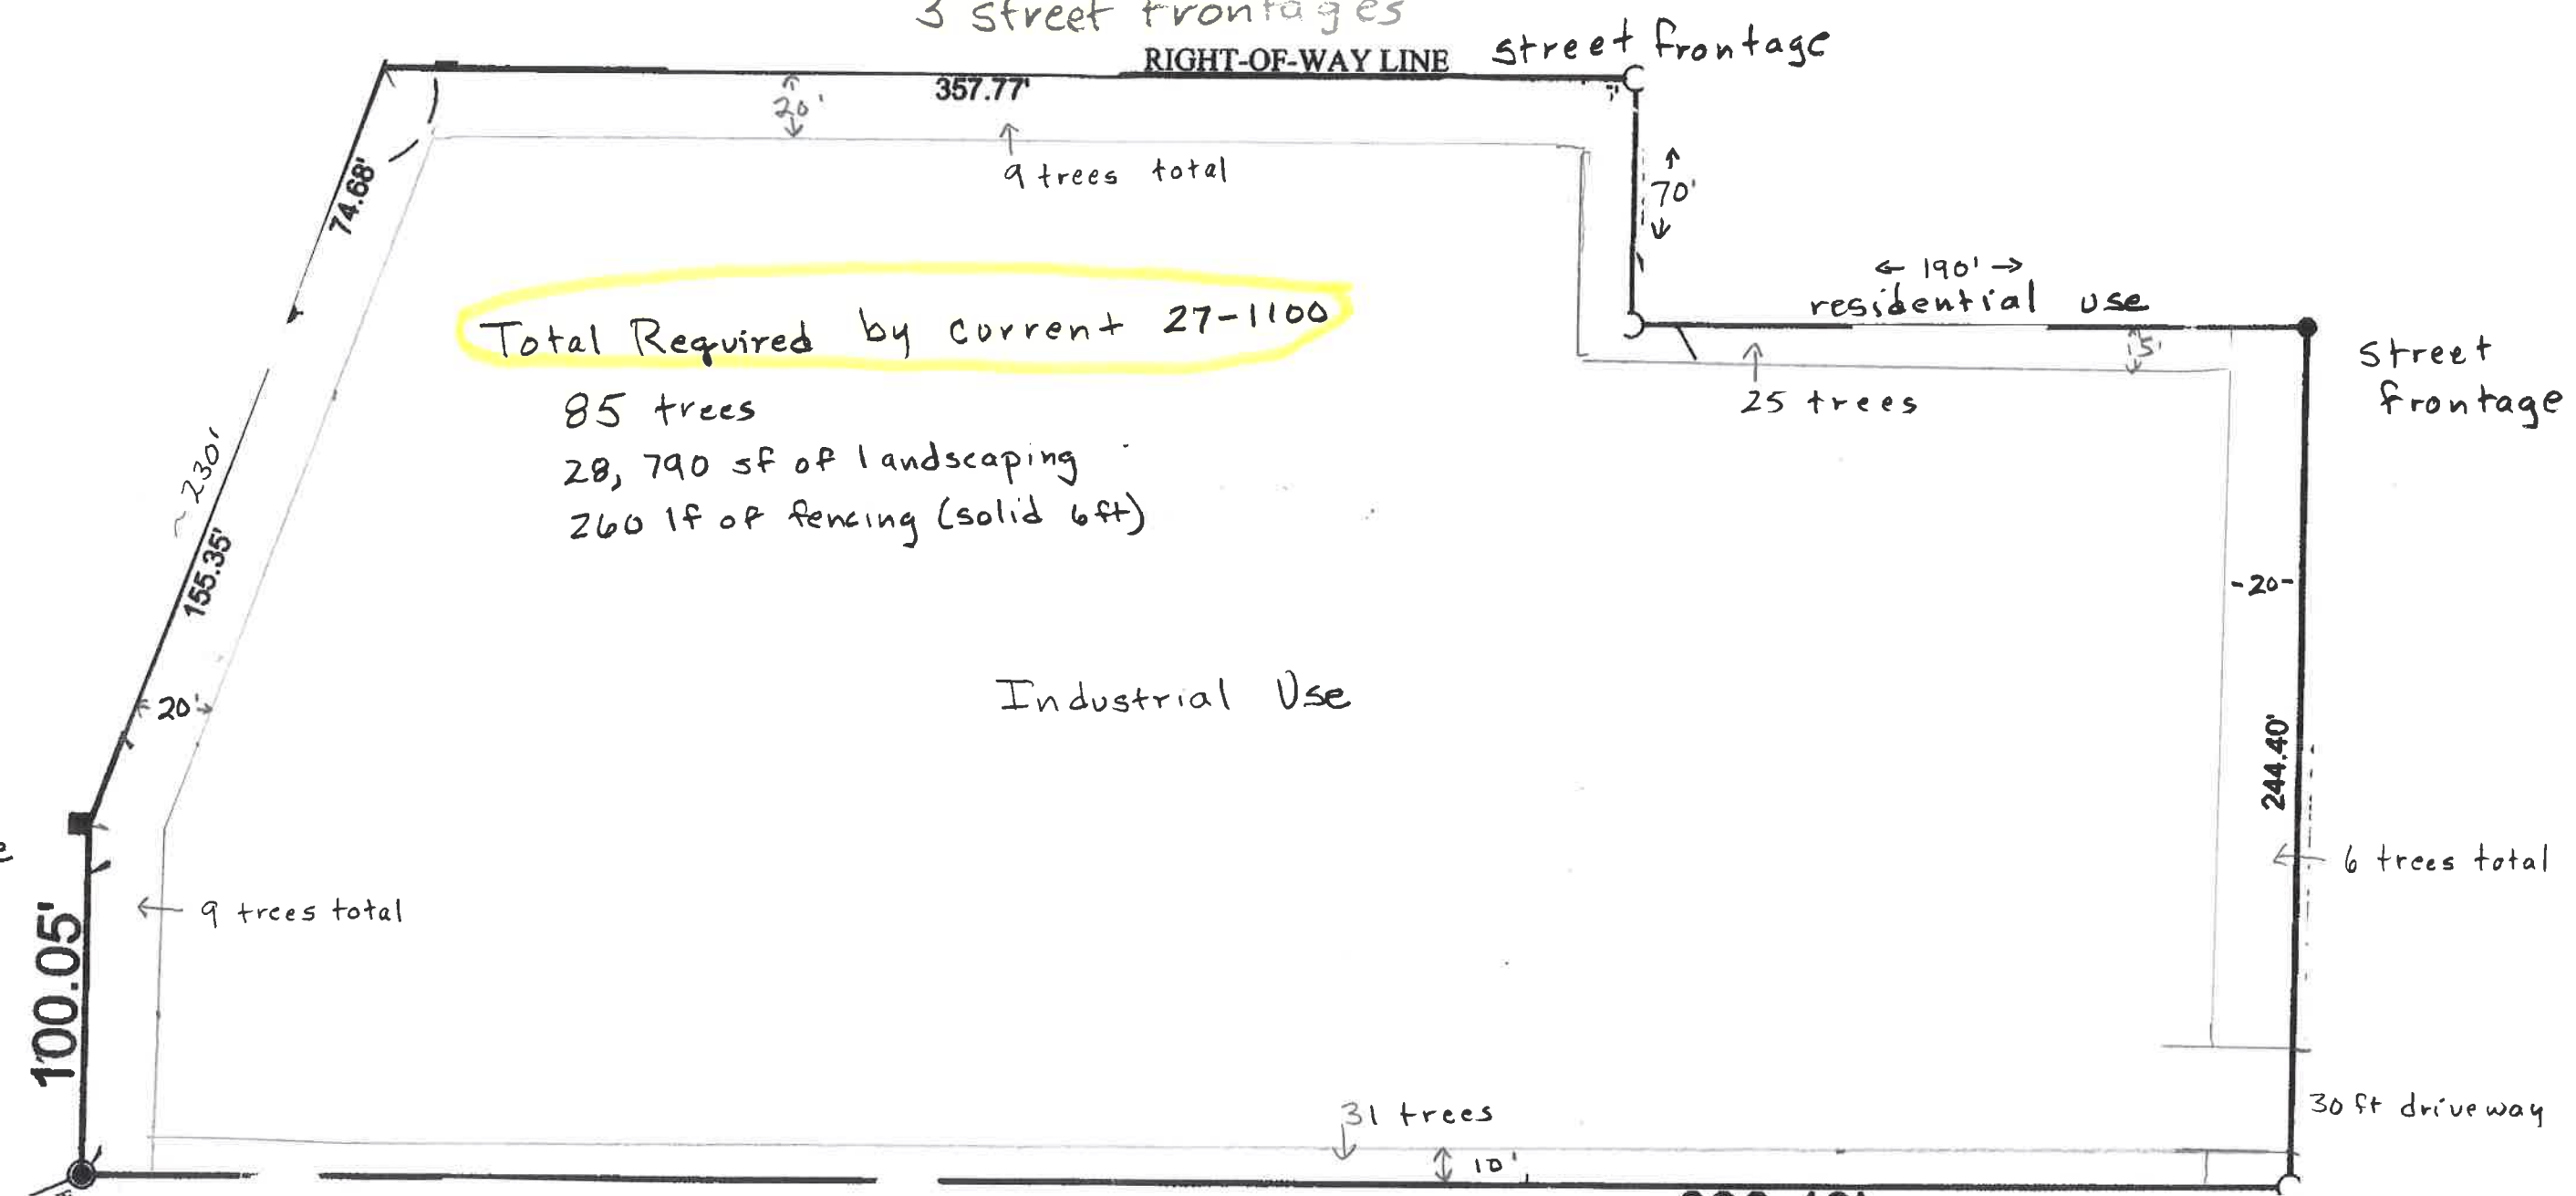 3 street frontages
RIGHT-OF-WAY LINE
street frontage
357.77'
20'
9 trees total
74.68'
70'
← 190' →
residential use
15'
25 trees
Street
frontage
Total Required by current 27-1100
85 trees
28,790 sf of landscaping
260 lf of fencing (solid 6ft)
~230'
155.35'
20'
-20-
Industrial Use
244.40'
6 trees total
9 trees total
100.05'
31 trees
10'
30 ft driveway